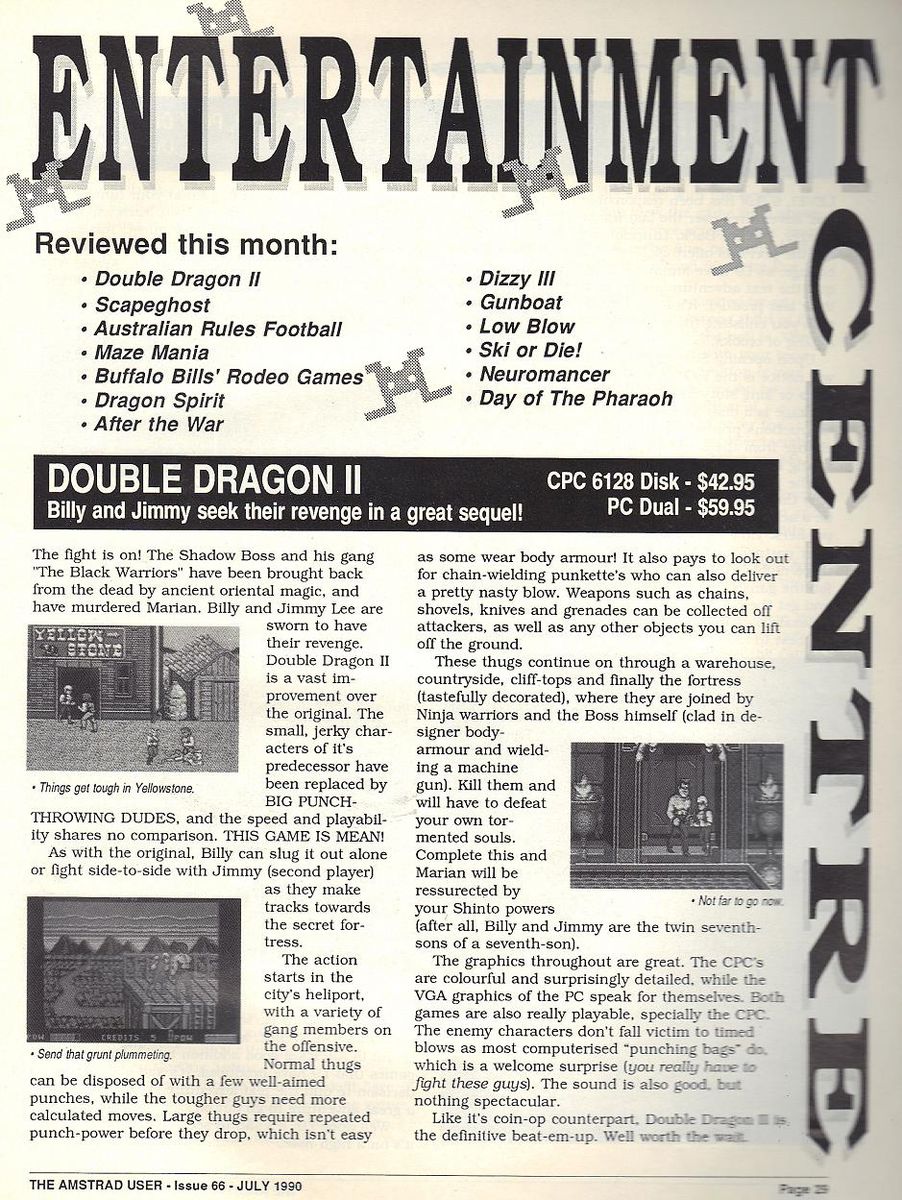 ENTERTAINMENT
CENTRE
Reviewed this month:
• Double Dragon II
• Scapeghost
• Australian Rules Football
• Maze Mania
• Buffalo Bills' Rodeo Games
• Dragon Spirit
• After the War
• Dizzy III
• Gunboat
• Low Blow
• Ski or Die!
• Neuromancer
• Day of The Pharaoh
DOUBLE DRAGON II
Billy and Jimmy seek their revenge in a great sequel!
CPC 6128 Disk - $42.95
PC Dual - $59.95
The fight is on! The Shadow Boss and his gang
"The Black Warriors" have been brought back
from the dead by ancient oriental magic, and
have murdered Marian. Billy and Jimmy Lee are
sworn to have
their revenge.
Double Dragon II
is a vast im-
provement over
the original. The
small, jerky char-
acters of it's
predecessor have
been replaced by
BIG PUNCH-
YELLOW-
STONE
• Things get tough in Yellowstone.
THROWING DUDES, and the speed and playabil-
ity shares no comparison. THIS GAME IS MEAN!
As with the original, Billy can slug it out alone
or fight side-to-side with Jimmy (second player)
as they make
tracks towards
the secret for-
tress.
The action
starts in the
city's heliport,
with a variety of
gang members on
the offensive.
Normal thugs
POW CREDITS 5 POW
• Send that grunt plummeting.
can be disposed of with a few well-aimed
punches, while the tougher guys need more
calculated moves. Large thugs require repeated
punch-power before they drop, which isn't easy
as some wear body armour! It also pays to look out
for chain-wielding punkette's who can also deliver
a pretty nasty blow. Weapons such as chains,
shovels, knives and grenades can be collected off
attackers, as well as any other objects you can lift
off the ground.
These thugs continue on through a warehouse,
countryside, cliff-tops and finally the fortress
(tastefully decorated), where they are joined by
Ninja warriors and the Boss himself (clad in de-
signer body-
armour and wield-
ing a machine
gun). Kill them and
will have to defeat
your own tor-
mented souls.
Complete this and
Marian will be
ressurected by
your Shinto powers
• Not far to go now.
(after all, Billy and Jimmy are the twin seventh-
sons of a seventh-son).
The graphics throughout are great. The CPC's
are colourful and surprisingly detailed, while the
VGA graphics of the PC speak for themselves. Both
games are also really playable, specially the CPC.
The enemy characters don't fall victim to timed
blows as most computerised "punching bags" do,
which is a welcome surprise (you really have to
fight these guys). The sound is also good, but
nothing spectacular.
Like it's coin-op counterpart, Double Dragon II is,
the definitive beat-em-up. Well worth the wait.
THE AMSTRAD USER - Issue 66 - JULY 1990
Page 29